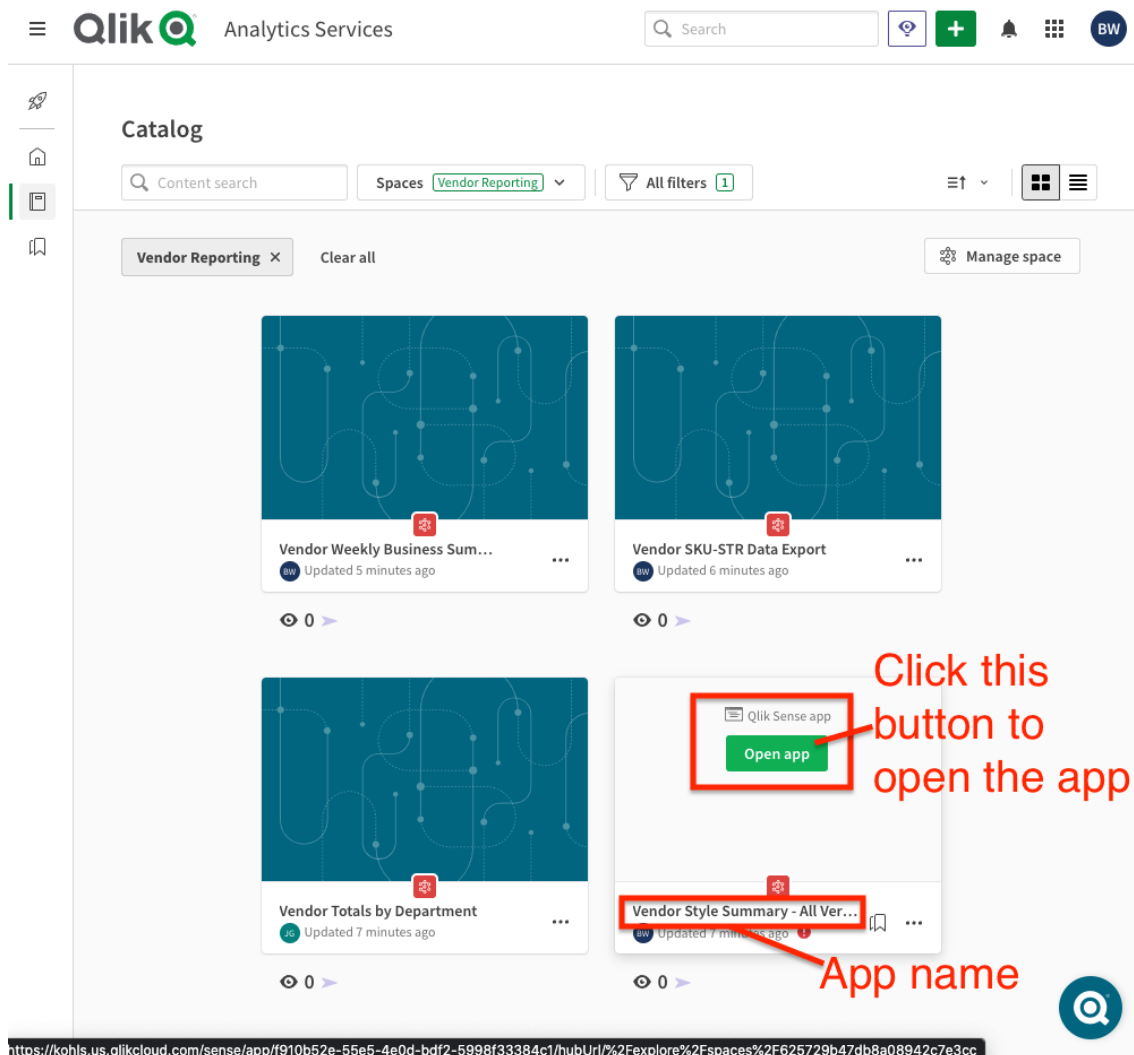 Qlik Analytics Services
Search
BW
Catalog
Content search
Spaces Vendor Reporting
All filters 1
Vendor Reporting ×
Clear all
Manage space
Vendor Weekly Business Sum...
BW Updated 5 minutes ago
0
Vendor SKU-STR Data Export
BW Updated 6 minutes ago
0
Qlik Sense app
Open app
Click this
button to
open the app
Vendor Totals by Department
JG Updated 7 minutes ago
0
Vendor Style Summary - All Ver...
BW Updated 7 minutes ago
0
App name
https://kohls.us.qlikcloud.com/sense/app/f910b52e-55e5-4e0d-bdf2-5998f33384c1/hubUrl/%2Fexplore%2Fspaces%2F625729b47db8a08942c7e3cc